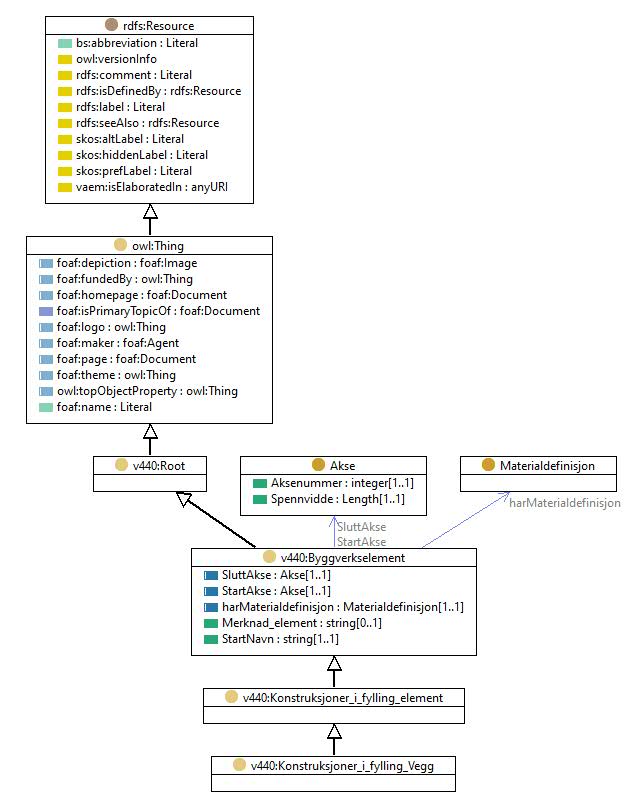 rdfs:Resource
bs:abbreviation : Literal
owl:versionInfo
rdfs:comment : Literal
rdfs:isDefinedBy : rdfs:Resource
rdfs:label : Literal
rdfs:seeAlso : rdfs:Resource
skos:altLabel : Literal
skos:hiddenLabel : Literal
skos:prefLabel : Literal
vaem:isElaboratedIn : anyURI
owl:Thing
foaf:depiction : foaf:Image
foaf:fundedBy : owl:Thing
foaf:homepage : foaf:Document
foaf:isPrimaryTopicOf : foaf:Document
foaf:logo : owl:Thing
foaf:maker : foaf:Agent
foaf:page : foaf:Document
foaf:theme : owl:Thing
owl:topObjectProperty : owl:Thing
foaf:name : Literal
v440:Root
Akse
Aksenummer : integer[1..1]
Spennvidde : Length[1..1]
Materialdefinisjon
harMaterialdefinisjon
SluttAkse
StartAkse
v440:Byggverkselement
SluttAkse : Akse[1..1]
StartAkse : Akse[1..1]
harMaterialdefinisjon : Materialdefinisjon[1..1]
Merknad_element : string[0..1]
StartNavn : string[1..1]
v440:Konstruksjoner_i_fylling_element
v440:Konstruksjoner_i_fylling_Vegg